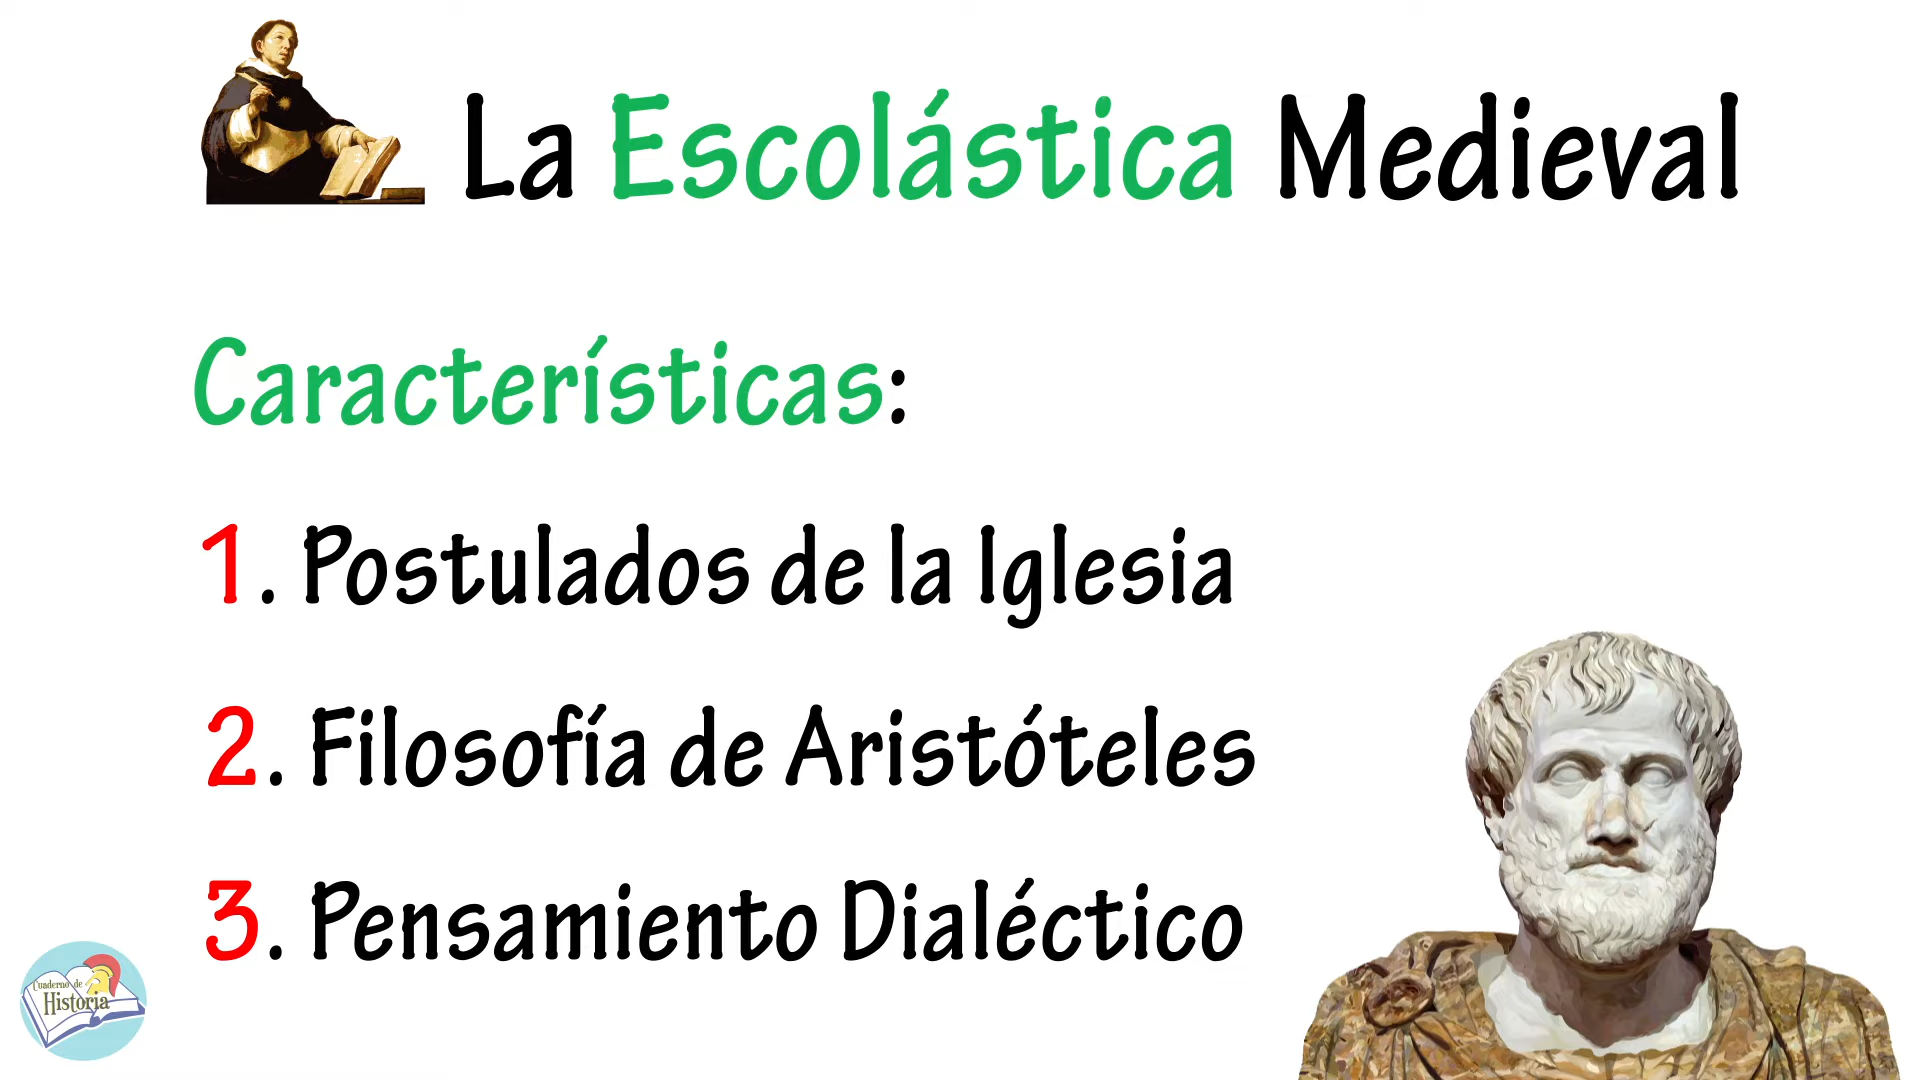 La Escolástica Medieval
Características:
1. Postulados de la Iglesia
2. Filosofía de Aristóteles
3. Pensamiento Dialéctico
Cuaderno de
Historia